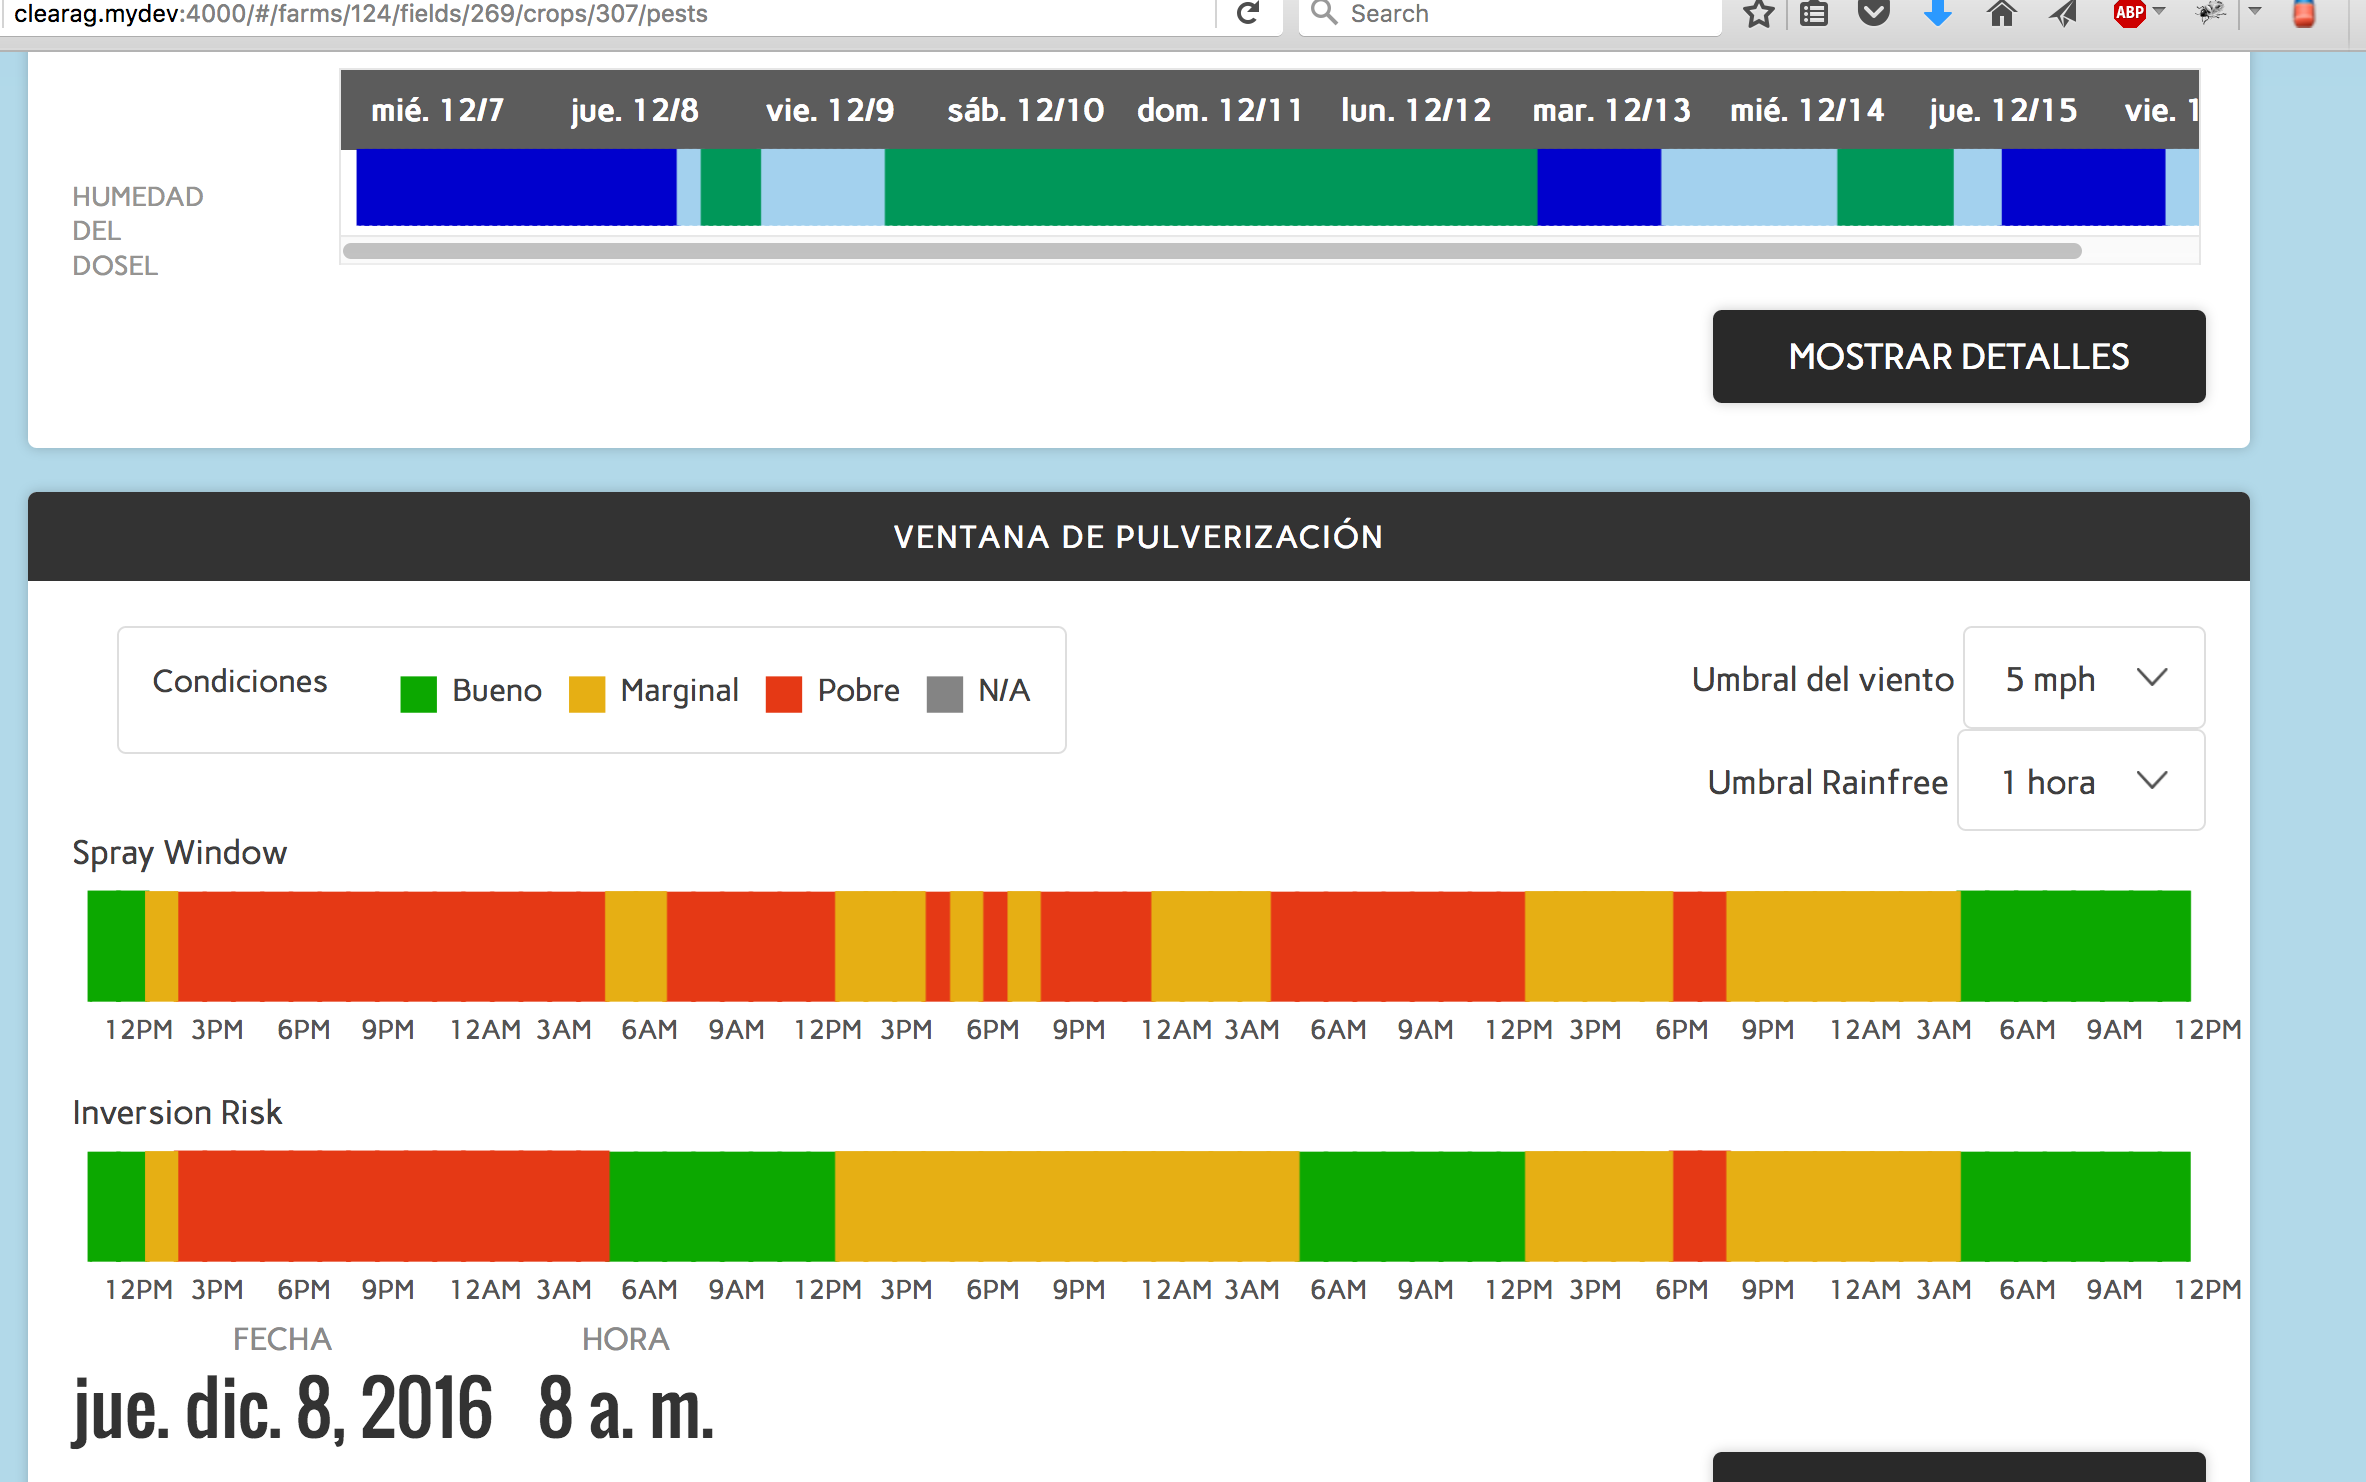 clearag.mydev:4000/#/farms/124/fields/269/crops/307/pests
Search
ABP
mié. 12/7 jue. 12/8 vie. 12/9 sáb. 12/10 dom. 12/11 lun. 12/12 mar. 12/13 mié. 12/14 jue. 12/15 vie. 1
HUMEDAD
DEL
DOSEL
MOSTRAR DETALLES
VENTANA DE PULVERIZACIÓN
Condiciones Bueno Marginal Pobre N/A
Umbral del viento 5 mph
Umbral Rainfree 1 hora
Spray Window
12PM 3PM 6PM 9PM 12AM 3AM 6AM 9AM 12PM 3PM 6PM 9PM 12AM 3AM 6AM 9AM 12PM 3PM 6PM 9PM 12AM 3AM 6AM 9AM 12PM
Inversion Risk
12PM 3PM 6PM 9PM 12AM 3AM 6AM 9AM 12PM 3PM 6PM 9PM 12AM 3AM 6AM 9AM 12PM 3PM 6PM 9PM 12AM 3AM 6AM 9AM 12PM
FECHA HORA
jue. dic. 8, 2016 8 a. m.